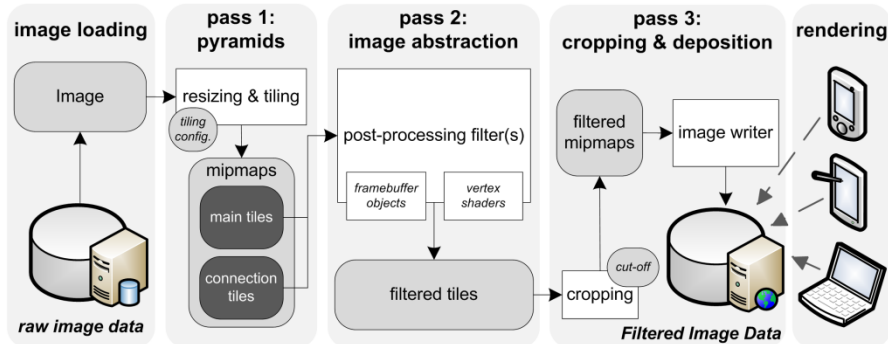 image loading
Image
raw image data
pass 1:
pyramids
resizing & tiling
tiling
config.
mipmaps
main tiles
connection
tiles
pass 2:
image abstraction
post-processing filter(s)
framebuffer
objects
vertex
shaders
filtered tiles
pass 3:
cropping & deposition
filtered
mipmaps
image writer
cut-off
cropping
Filtered Image Data
rendering